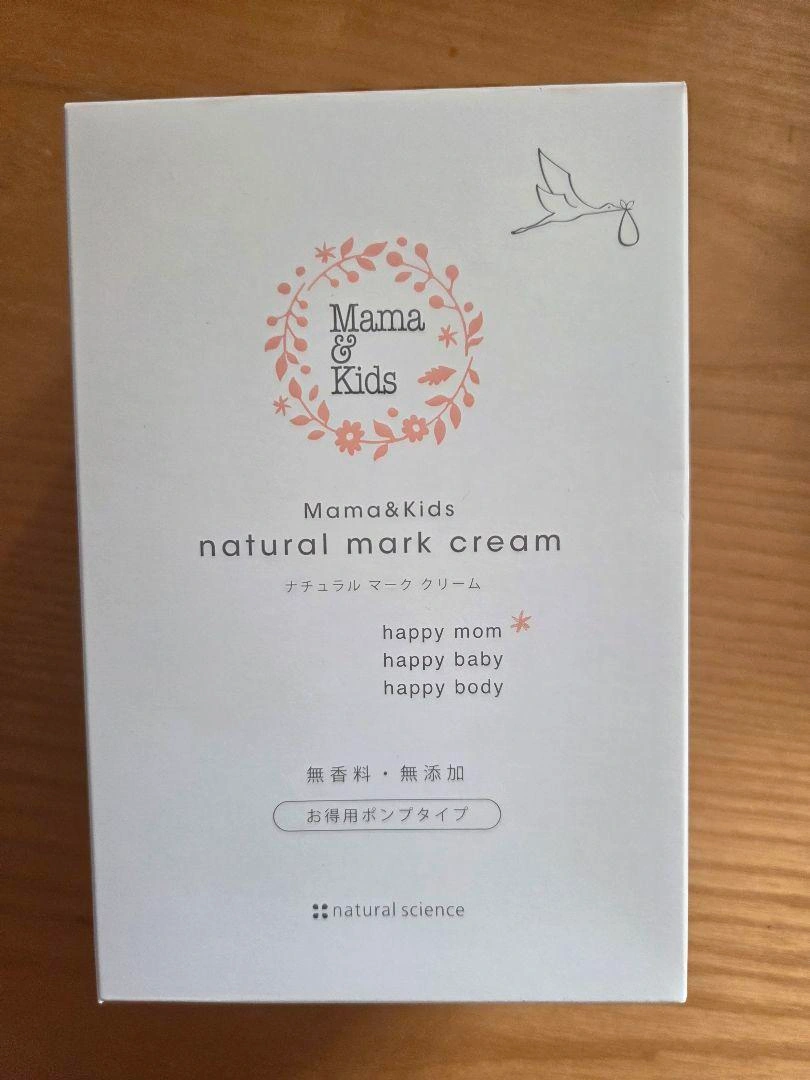 Mama
&
Kids
Mama&Kids
natural mark cream
ナチュラル マーク クリーム
happy mom
happy baby
happy body
無香料・無添加
お得用ポンプタイプ
natural science